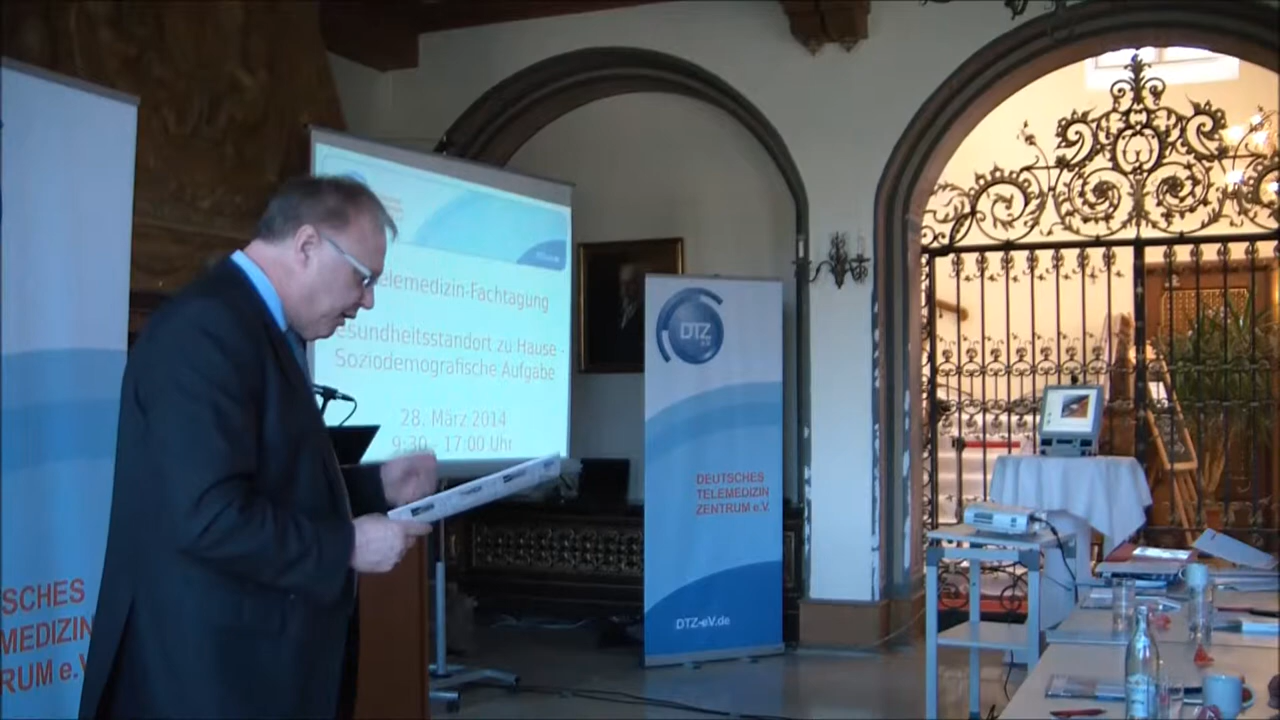 Telemedizin-Fachtagung
esundheitsstandort zu Hause -
Soziodemografische Aufgabe
28. März 2014
9:30 - 17:00 Uhr
DTZ
e.V.
DEUTSCHES
TELEMEDIZIN
ZENTRUM e.V.
DTZ-eV.de
SCHES
MEDIZIN
RUM e.V